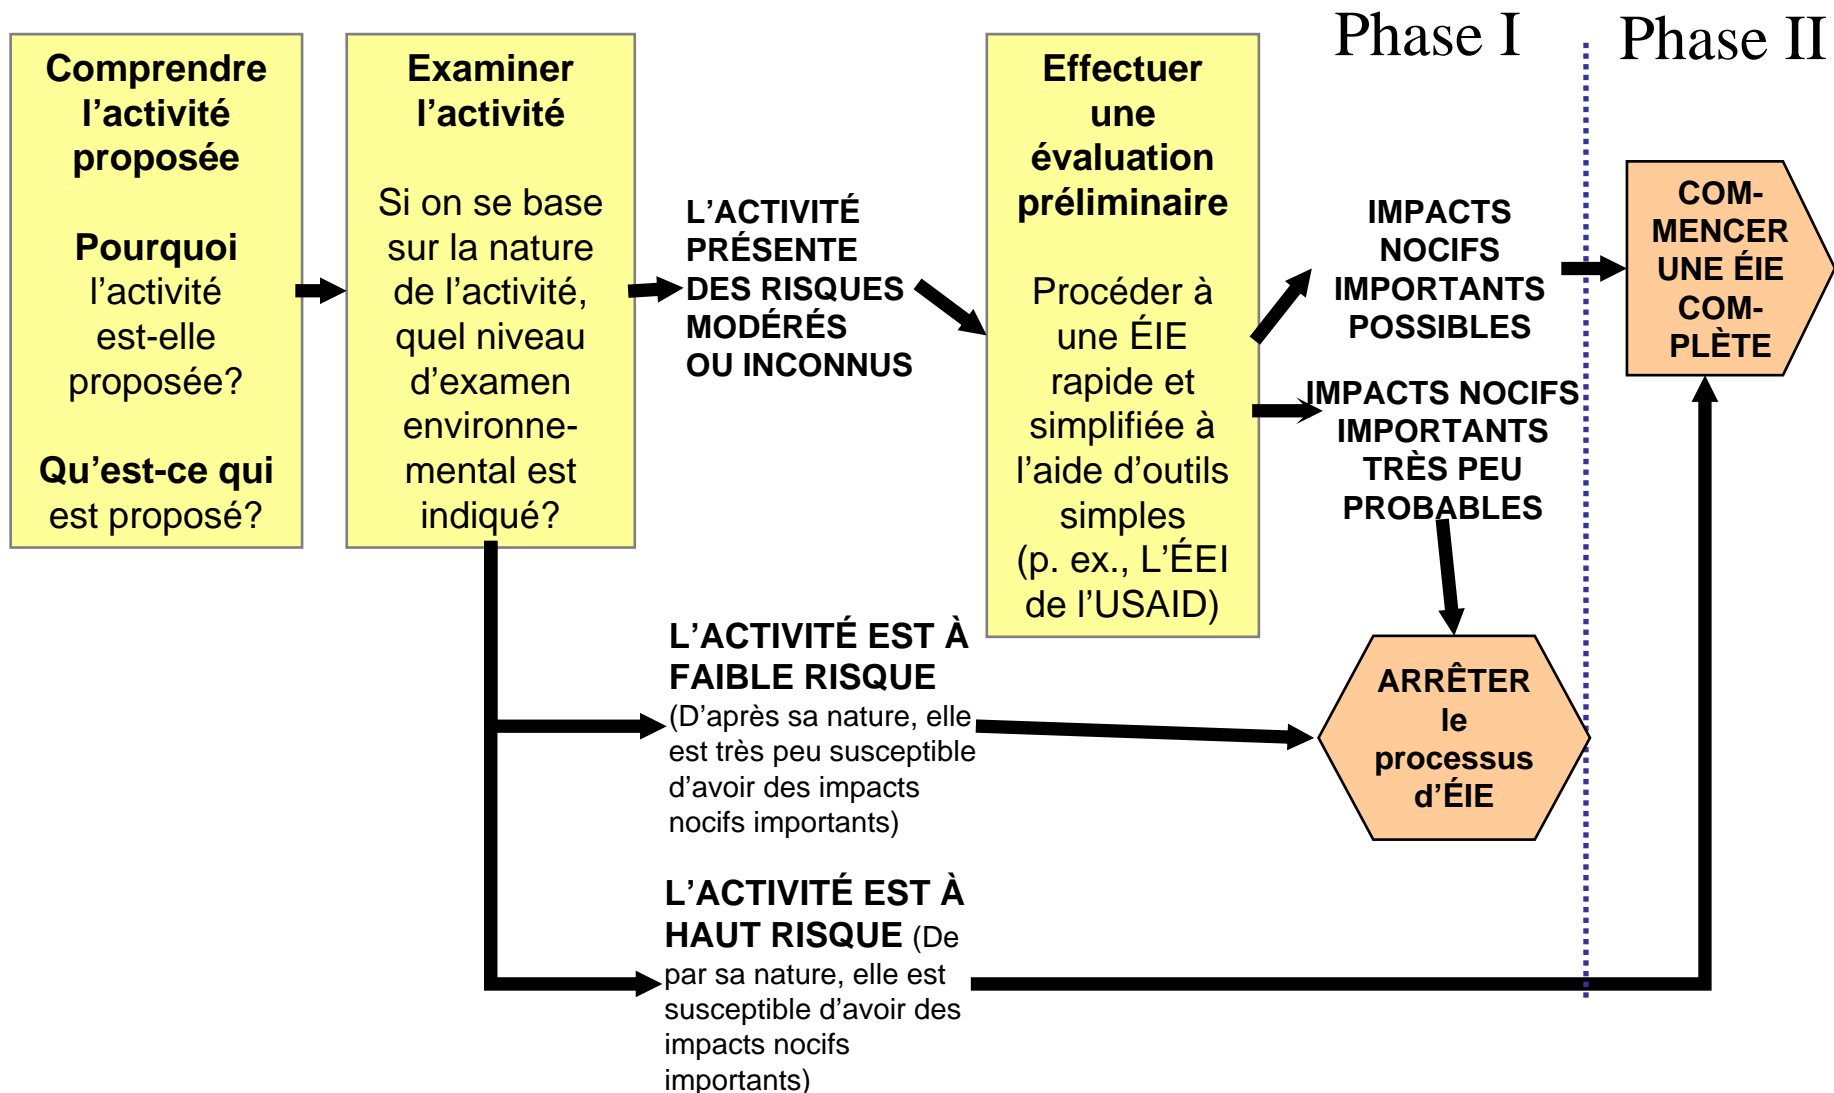 Phase I
Phase II
Comprendre
l’activité
proposée
Pourquoi
l’activité
est-elle
proposée?
Qu’est-ce qui
est proposé?
Examiner
l’activité
Si on se base
sur la nature
de l’activité,
quel niveau
d’examen
environne-
mental est
indiqué?
L’ACTIVITÉ
PRÉSENTE
DES RISQUES
MODÉRÉS
OU INCONNUS
Effectuer
une
évaluation
préliminaire
Procéder à
une ÉIE
rapide et
simplifiée à
l’aide d’outils
simples
(p. ex., L’ÉEI
de l’USAID)
IMPACTS
NOCIFS
IMPORTANTS
POSSIBLES
IMPACTS NOCIFS
IMPORTANTS
TRÈS PEU
PROBABLES
COM-
MENCER
UNE ÉIE
COM-
PLÈTE
L’ACTIVITÉ EST À
FAIBLE RISQUE
(D’après sa nature, elle
est très peu susceptible
d’avoir des impacts
nocifs importants)
ARRÊTER
le
processus
d’ÉIE
L’ACTIVITÉ EST À
HAUT RISQUE (De
par sa nature, elle est
susceptible d’avoir des
impacts nocifs
importants)